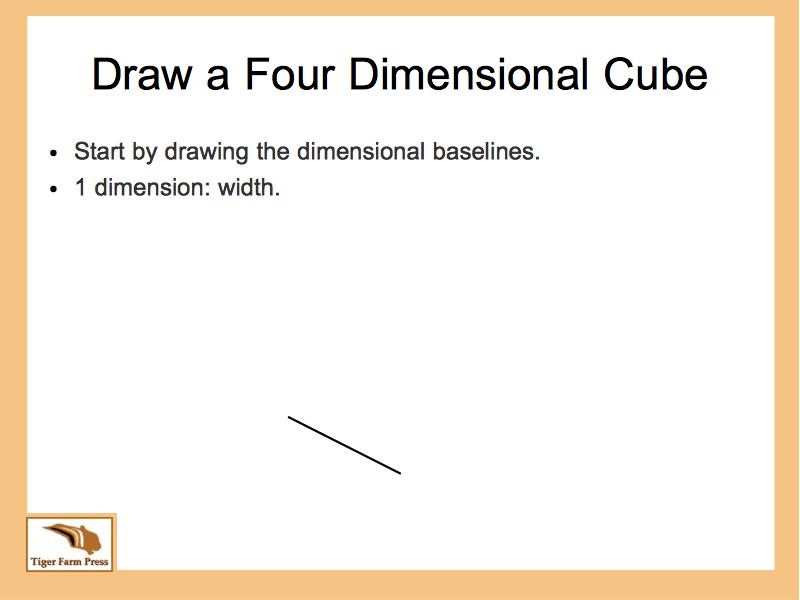 Draw a Four Dimensional Cube
• Start by drawing the dimensional baselines.
• 1 dimension: width.
Tiger Farm Press